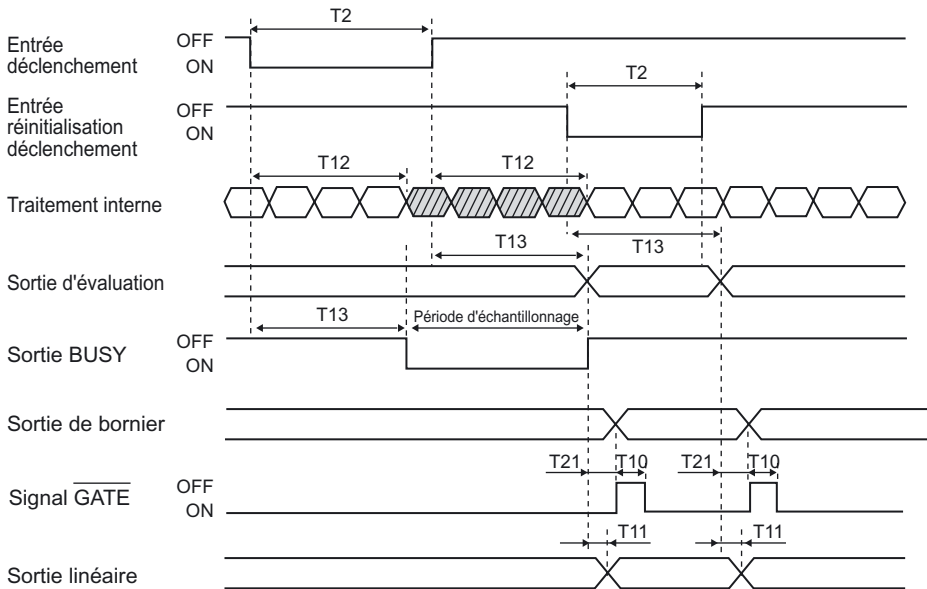 T2
Entrée
déclenchement
OFF
ON
T2
Entrée
réinitialisation
déclenchement
OFF
ON
T12
T12
Traitement interne
T13
T13
Sortie d'évaluation
T13
Période d'échantillonnage
Sortie BUSY
OFF
ON
Sortie de bornier
T21
T10
T21
T10
Signal GATE
OFF
ON
T11
T11
Sortie linéaire